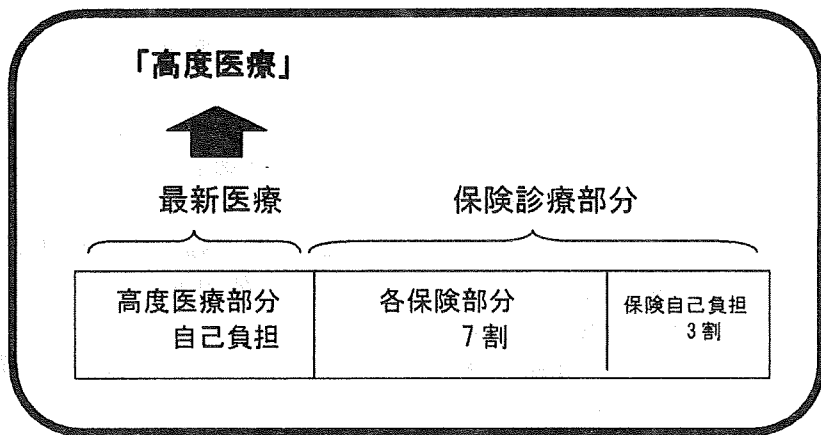 「高度医療」
最新医療
保険診療部分
高度医療部分
自己負担
各保険部分
7割
保険自己負担
3割